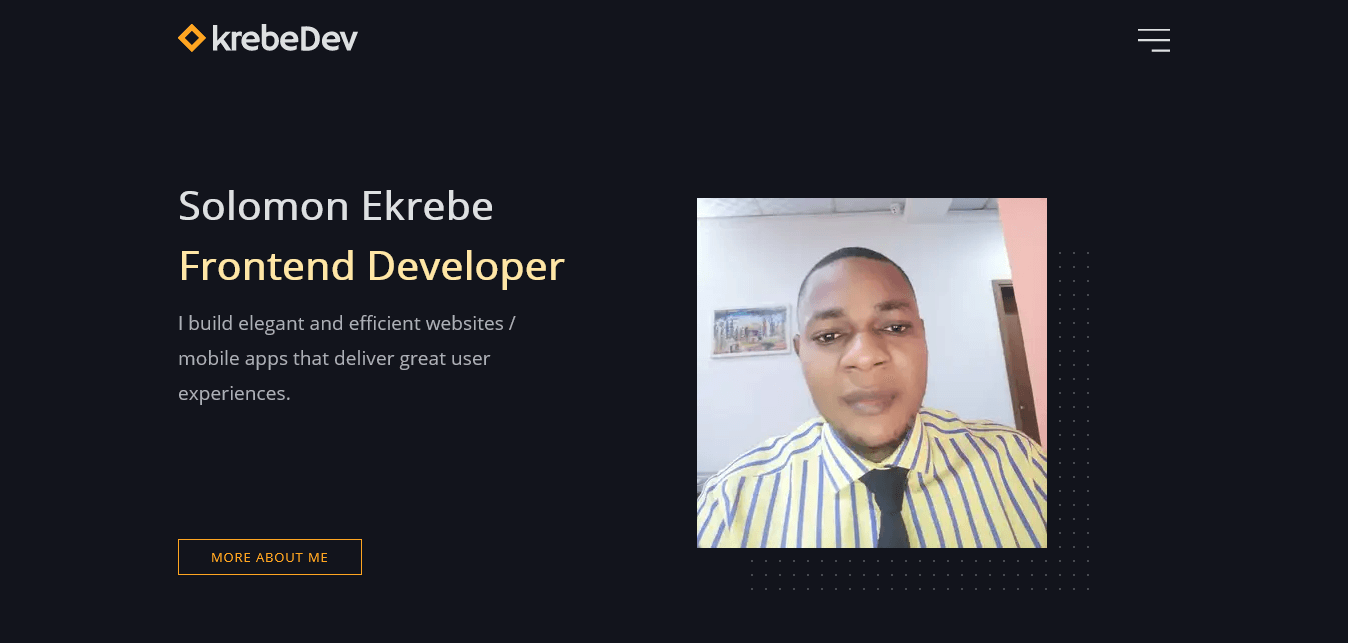 krebeDev
Solomon Ekrebe
Frontend Developer
I build elegant and efficient websites /
mobile apps that deliver great user
experiences.
MORE ABOUT ME